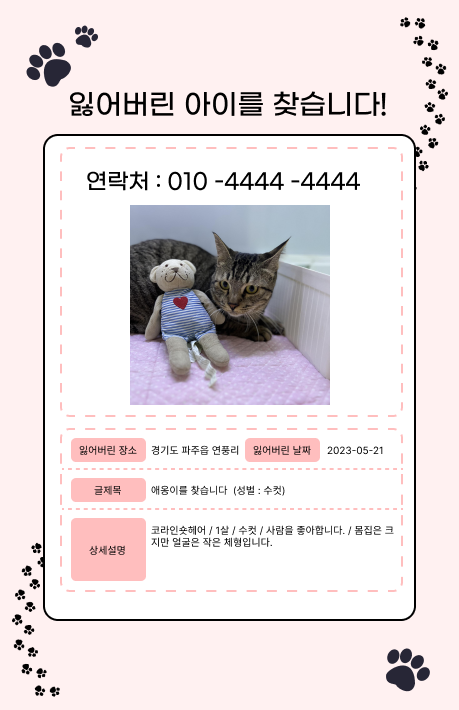 잃어버린 아이를 찾습니다!
연락처 : 010 -4444 -4444
잃어버린 장소 경기도 파주읍 연풍리 잃어버린 날짜 2023-05-21
글제목 애옹이를 찾습니다 (성별 : 수컷)
상세설명
코라인숏헤어 / 1살 / 수컷 / 사람을 좋아합니다. / 몸집은 크
지만 얼굴은 작은 체형입니다.